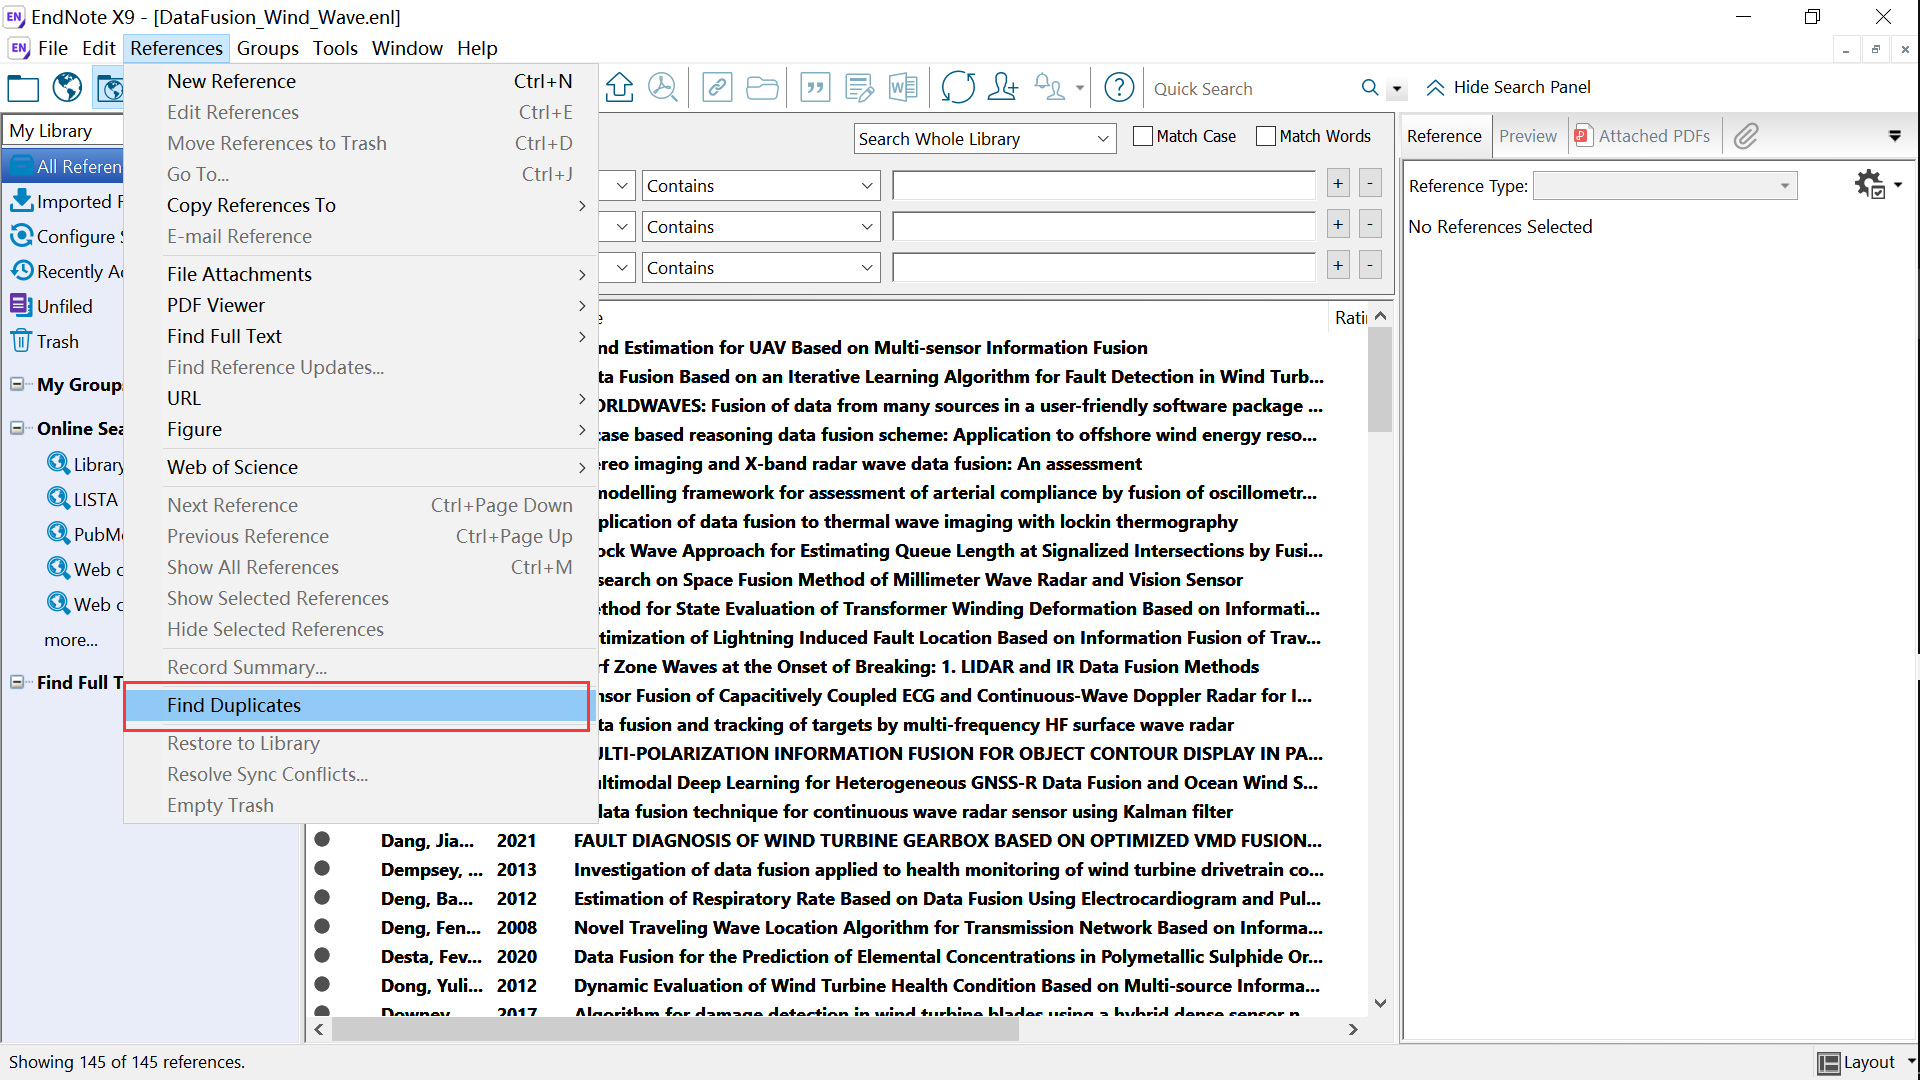 EndNote X9 - [DataFusion_Wind_Wave.enl]
File Edit References Groups Tools Window Help
Quick Search
Hide Search Panel
My Library
All Referen
Imported F
Configure S
Recently Ad
Unfiled
Trash
My Groups
Online Sea
Library
LISTA
PubMe
Web o
Web o
more...
Find Full T
New Reference Ctrl+N
Edit References Ctrl+E
Move References to Trash Ctrl+D
Go To... Ctrl+J
Copy References To
E-mail Reference
File Attachments
PDF Viewer
Find Full Text
Find Reference Updates...
URL
Figure
Web of Science
Next Reference Ctrl+Page Down
Previous Reference Ctrl+Page Up
Show All References Ctrl+M
Show Selected References
Hide Selected References
Record Summary...
Find Duplicates
Restore to Library
Resolve Sync Conflicts...
Empty Trash
Search Whole Library Match Case Match Words
Contains + -
Contains + -
Contains + -
e Ratin
nd Estimation for UAV Based on Multi-sensor Information Fusion
ta Fusion Based on an Iterative Learning Algorithm for Fault Detection in Wind Turb...
ORLDWAVES: Fusion of data from many sources in a user-friendly software package ...
case based reasoning data fusion scheme: Application to offshore wind energy reso...
ereo imaging and X-band radar wave data fusion: An assessment
modelling framework for assessment of arterial compliance by fusion of oscillometr...
plication of data fusion to thermal wave imaging with lockin thermography
ock Wave Approach for Estimating Queue Length at Signalized Intersections by Fusi...
search on Space Fusion Method of Millimeter Wave Radar and Vision Sensor
ethod for State Evaluation of Transformer Winding Deformation Based on Informati...
timization of Lightning Induced Fault Location Based on Information Fusion of Trav...
rf Zone Waves at the Onset of Breaking: 1. LIDAR and IR Data Fusion Methods
nsor Fusion of Capacitively Coupled ECG and Continuous-Wave Doppler Radar for I...
ta fusion and tracking of targets by multi-frequency HF surface wave radar
ULTI-POLARIZATION INFORMATION FUSION FOR OBJECT CONTOUR DISPLAY IN PA...
ultimodal Deep Learning for Heterogeneous GNSS-R Data Fusion and Ocean Wind S...
data fusion technique for continuous wave radar sensor using Kalman filter
Dang, Jia... 2021 FAULT DIAGNOSIS OF WIND TURBINE GEARBOX BASED ON OPTIMIZED VMD FUSION...
Dempsey, ... 2013 Investigation of data fusion applied to health monitoring of wind turbine drivetrain co...
Deng, Ba... 2012 Estimation of Respiratory Rate Based on Data Fusion Using Electrocardiogram and Pul...
Deng, Fen... 2008 Novel Traveling Wave Location Algorithm for Transmission Network Based on Informa...
Desta, Fev... 2020 Data Fusion for the Prediction of Elemental Concentrations in Polymetallic Sulphide Or...
Dong, Yuli... 2012 Dynamic Evaluation of Wind Turbine Health Condition Based on Multi-source Informa...
Downey, 2017 Algorithm for damage detection in wind turbine blades using a hybrid dense sensor n
Reference Preview Attached PDFs
Reference Type:
No References Selected
Showing 145 of 145 references.
Layout